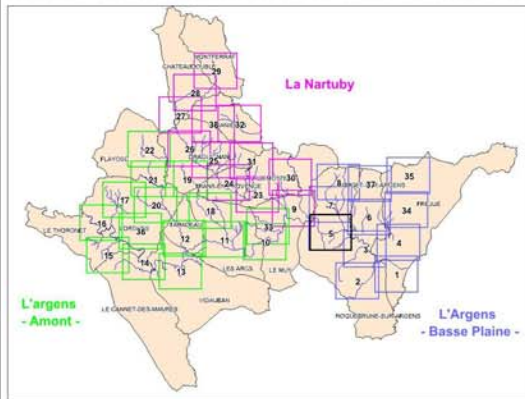 MONTFERRAT
CHATEAUDOUBLE
29
La Nartuby
28
27
38
32
22
26
FLAYOSC
DRAGUIGNAN
25
31
35
21
19
30
8
37
24
17
23
7
20
9
34
18
6
FREJUS
16
36
33
5
LE THORONET
12
11
10
4
3
15
14
13
LES ARCS
LE MUY
2
1
L'argens
- Amont -
VIDAUBAN
LE CANNET-DES-MAURES
ROQUEBRUNE-SUR-ARGENS
L'Argens
- Basse Plaine -